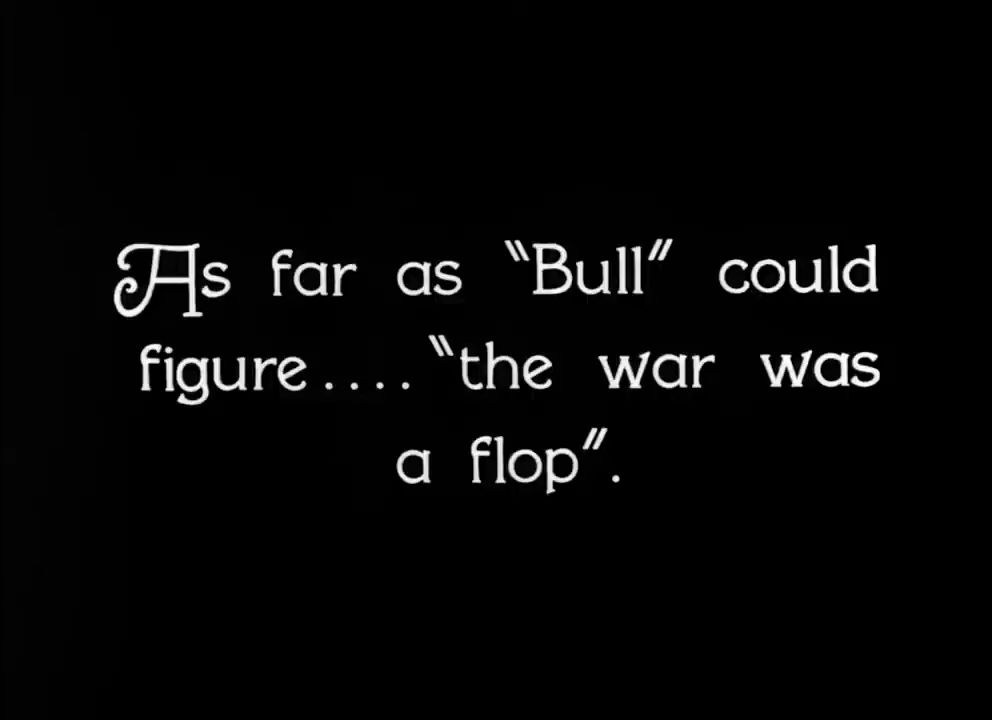 As far as "Bull" could
figure.... "the war was
a flop".